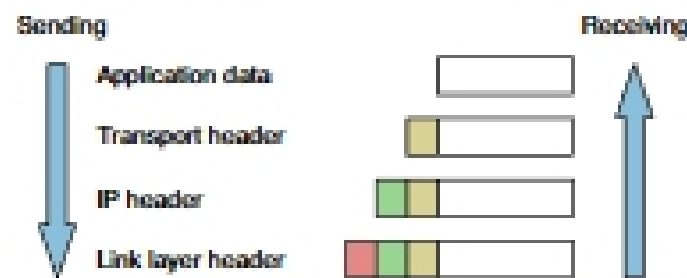 Sending
Receiving
Application data
Transport header
IP header
Link layer header